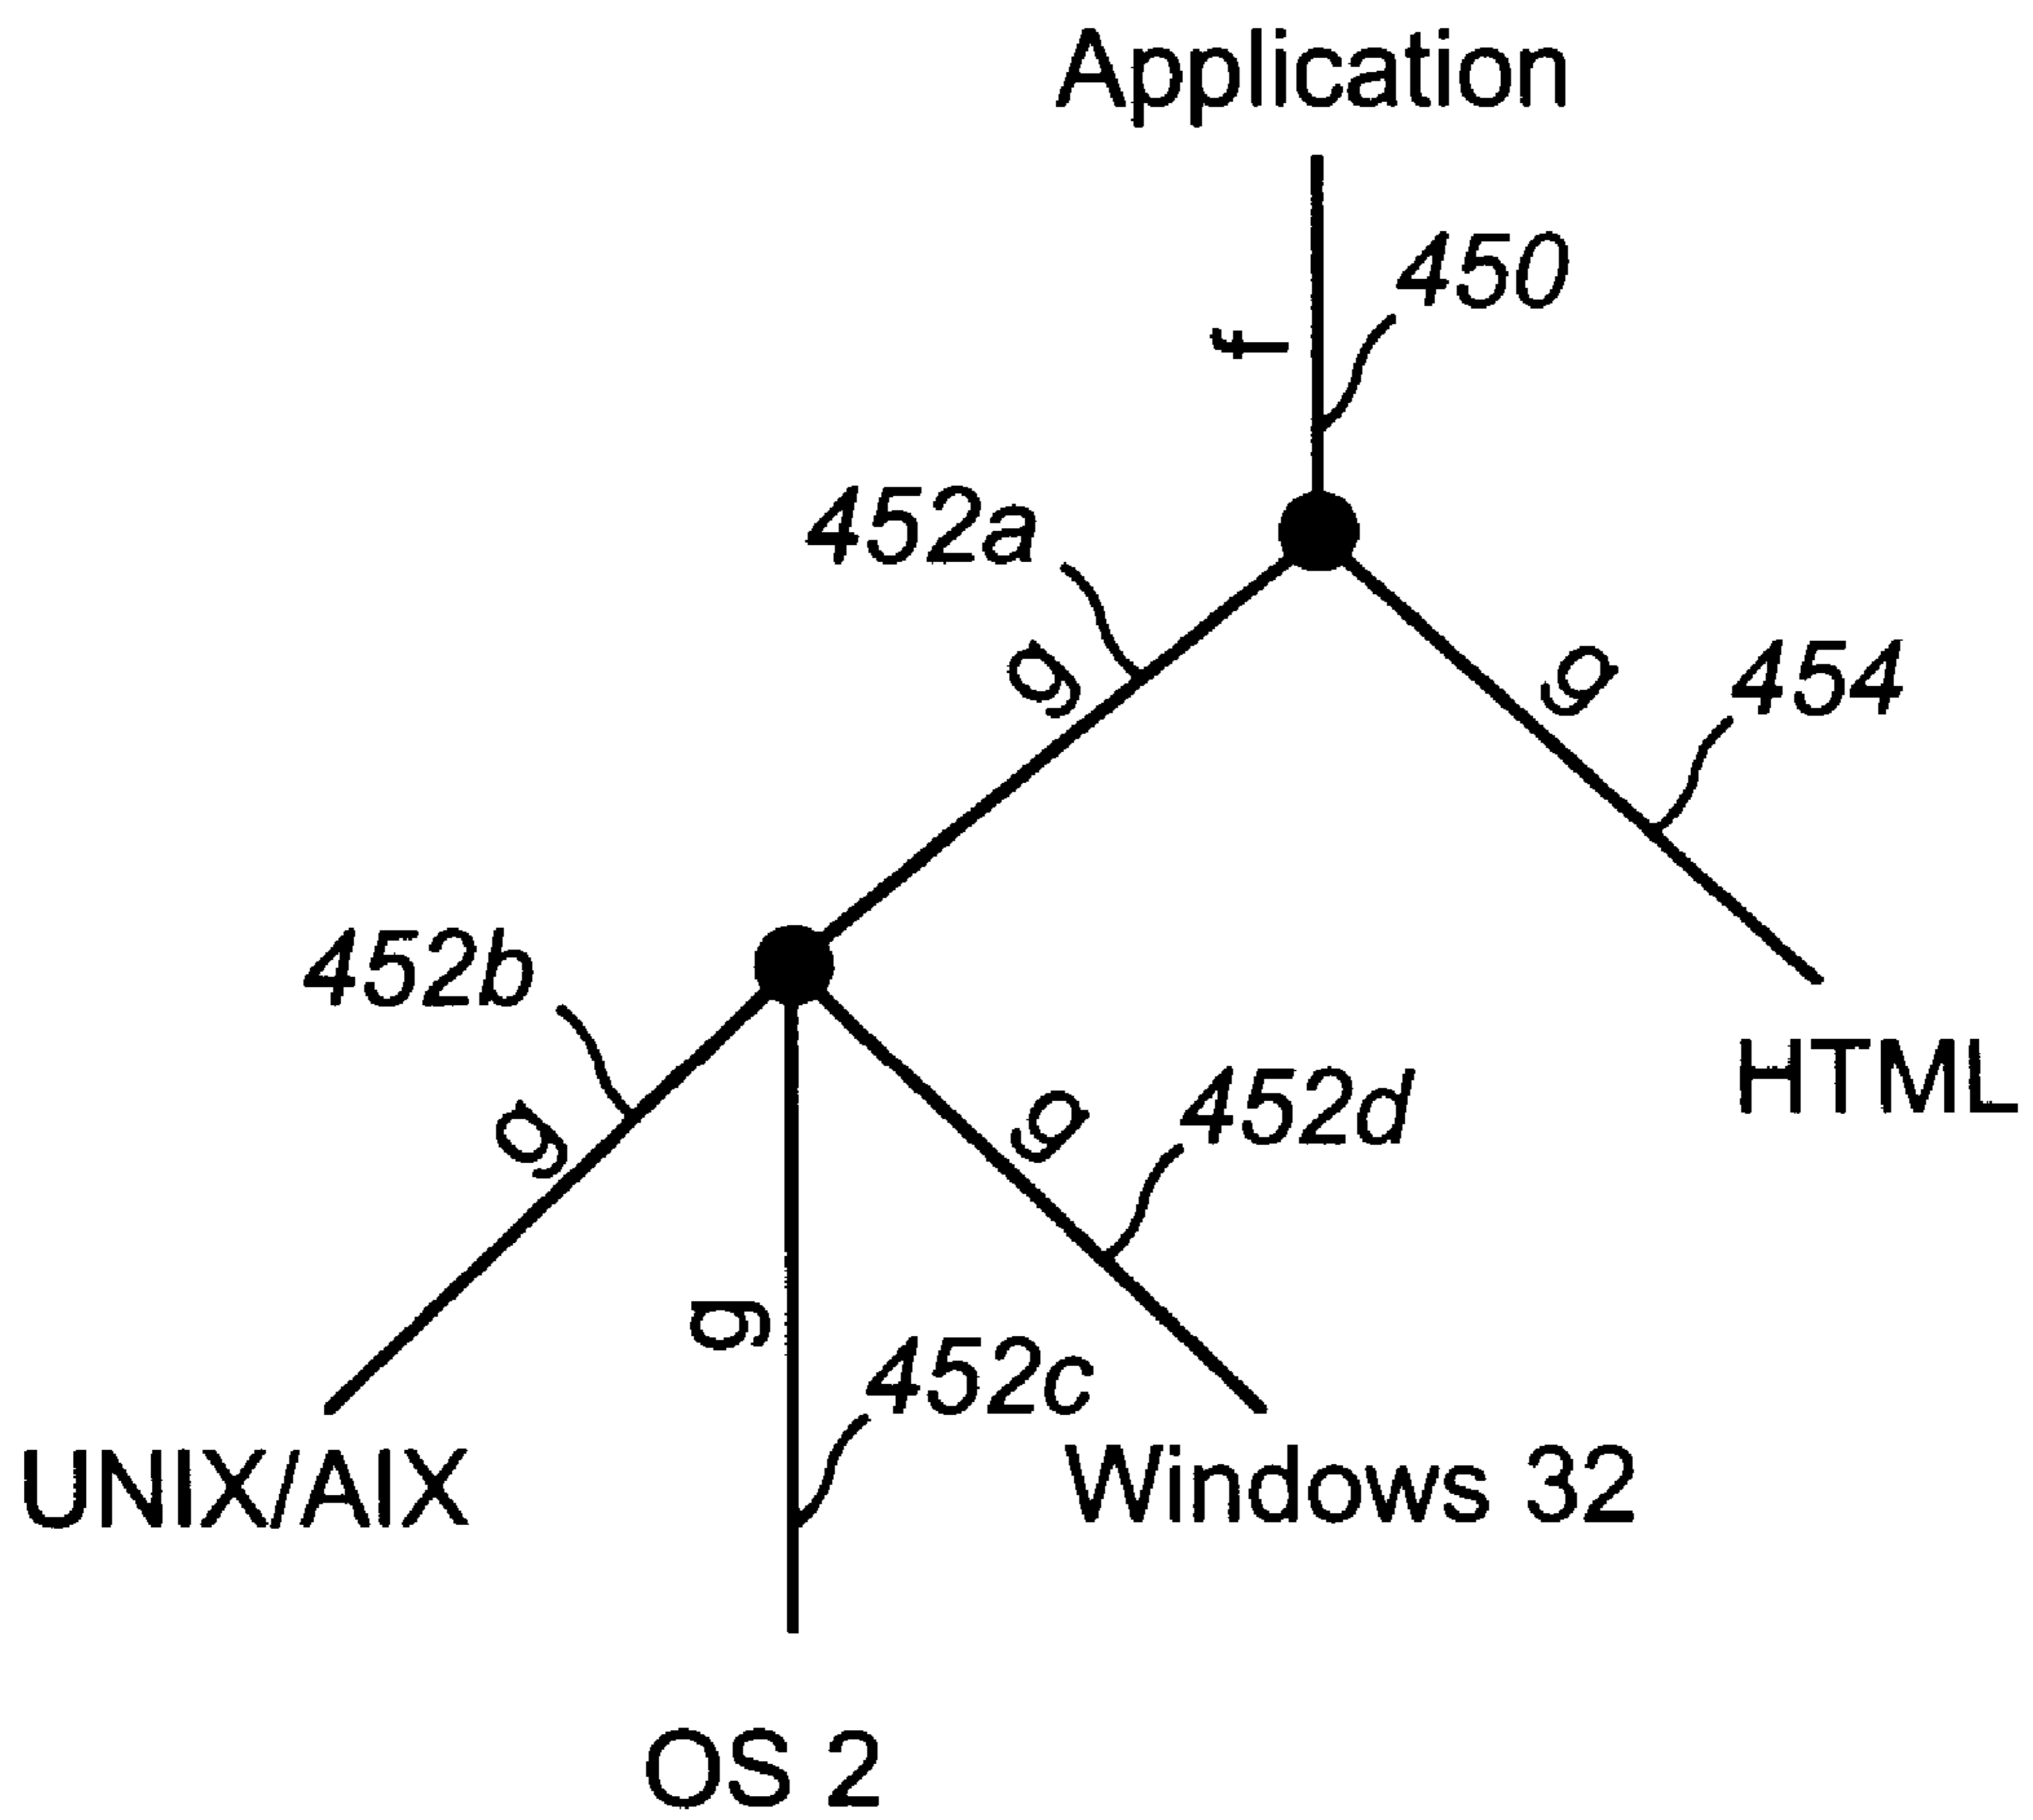 Application
450
f
452a
g
g
454
452b
HTML
g
g
452d
g
452c
UNIX/AIX
Windows 32
OS 2